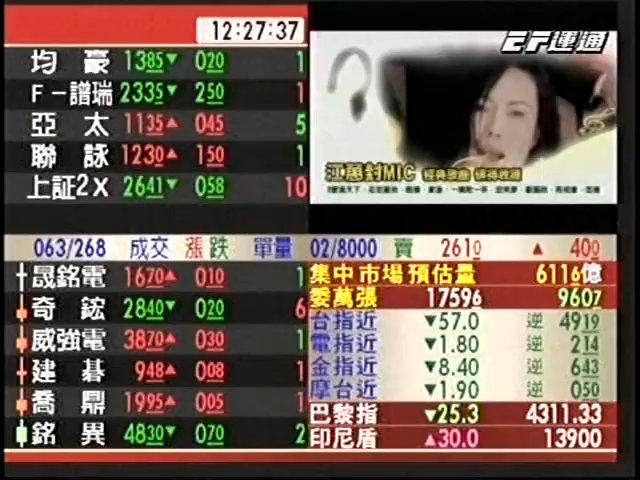 12:27:37
均豪 1385▼ 020 1
F－譜瑞 2335▼ 250 1
亞太 1135▲ 045 5
聯詠 1230▲ 150 1
上証2X 2641▼ 058 10
運通
江蕙封MIC
063/268 成交 漲跌 單量
晟銘電 1670▲ 010 1
奇鋐 2840▼ 020 6
威強電 3870▲ 030 1
建碁 948▲ 008 1
喬鼎 1995▲ 005 1
銘異 4830▼ 070 2
02/8000 賣 2610 ▲ 400
集中市場預估量 6116億
委萬張 17596 9607
台指近 ▼57.0 逆 4919
電指近 ▼1.80 逆 214
金指近 ▼8.40 逆 643
摩台近 ▼1.90 逆 050
巴黎指 ▼25.3 4311.33
印尼盾 ▲30.0 13900